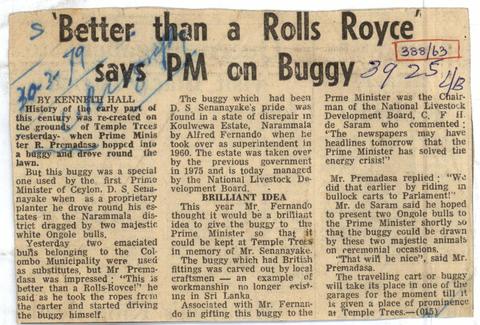 'Better than a Rolls Royce'
says PM on Buggy
S
30.3.79
388/63
3925
L/B
BY KENNETH HALL
History of the early part of
this century was re-created on
the grounds of Temple Trees
yesterday- when Prime Minis
ter R. Premadasa hopped into
a buggy and drove round the
lawn.
But this buggy was a special
one used by the first Prime
Minister of Ceylon, D. S. Sena-
nayake when as a proprietary
planter he drove round his es-
tates in the Narammala dis-
trict dragged by two majestic
white Ongole bulls.
Yesterday two emaciated
bulls belonging to the Col-
ombo Municipality were used
as substitutes, but Mr Prema-
dasa was impressed; "This is
better than a Rolls-Royce!" he
said as he took the ropes from
the carter and started driving
the buggy himself.
The buggy which had been
D. S. Senanayake's pride was
found in a state of disrepair in
Koulwewa Estate, Narammala
by Alfred Fernando when he
took over as superintendent in
1960. The estate was taken over
by the previous government
in 1975 and is today managed
by the National Livestock De-
velopment Board.
BRILLIANT IDEA
This year Mr. Fernando
thought it would be a brilliant
idea to give the buggy to the
Prime Minister so that it
could be kept at Temple Trees
in memory of Mr. Senanayake.
The buggy which had British
fittings was carved out by local
craftsmen — an example of
workmanship no longer exist-
ing in Sri Lanka.
Associated with Mr. Fernan-
do in gifting this buggy to the
Prime Minister was the Chair-
man of the National Livestock
Development Board, C. F. H
de Saram who commented;
"The newspapers may have
headlines tomorrow that the
Prime Minister has solved the
energy crisis!"
Mr. Premadasa replied; "We
did that earlier by riding in
bullock carts to Parliament!"
Mr. de Saram said he hoped
to present two Ongole bulls to
the Prime Minister shortly so
that the buggy could be drawn
by these two majestic animals
on ceremonial occasions.
"That will be nice", said Mr.
Premadasa.
The travelling cart or buggy
will take its place in one of the
garages for the moment till it
is given a place of prominence
at Temple Trees.—(015)